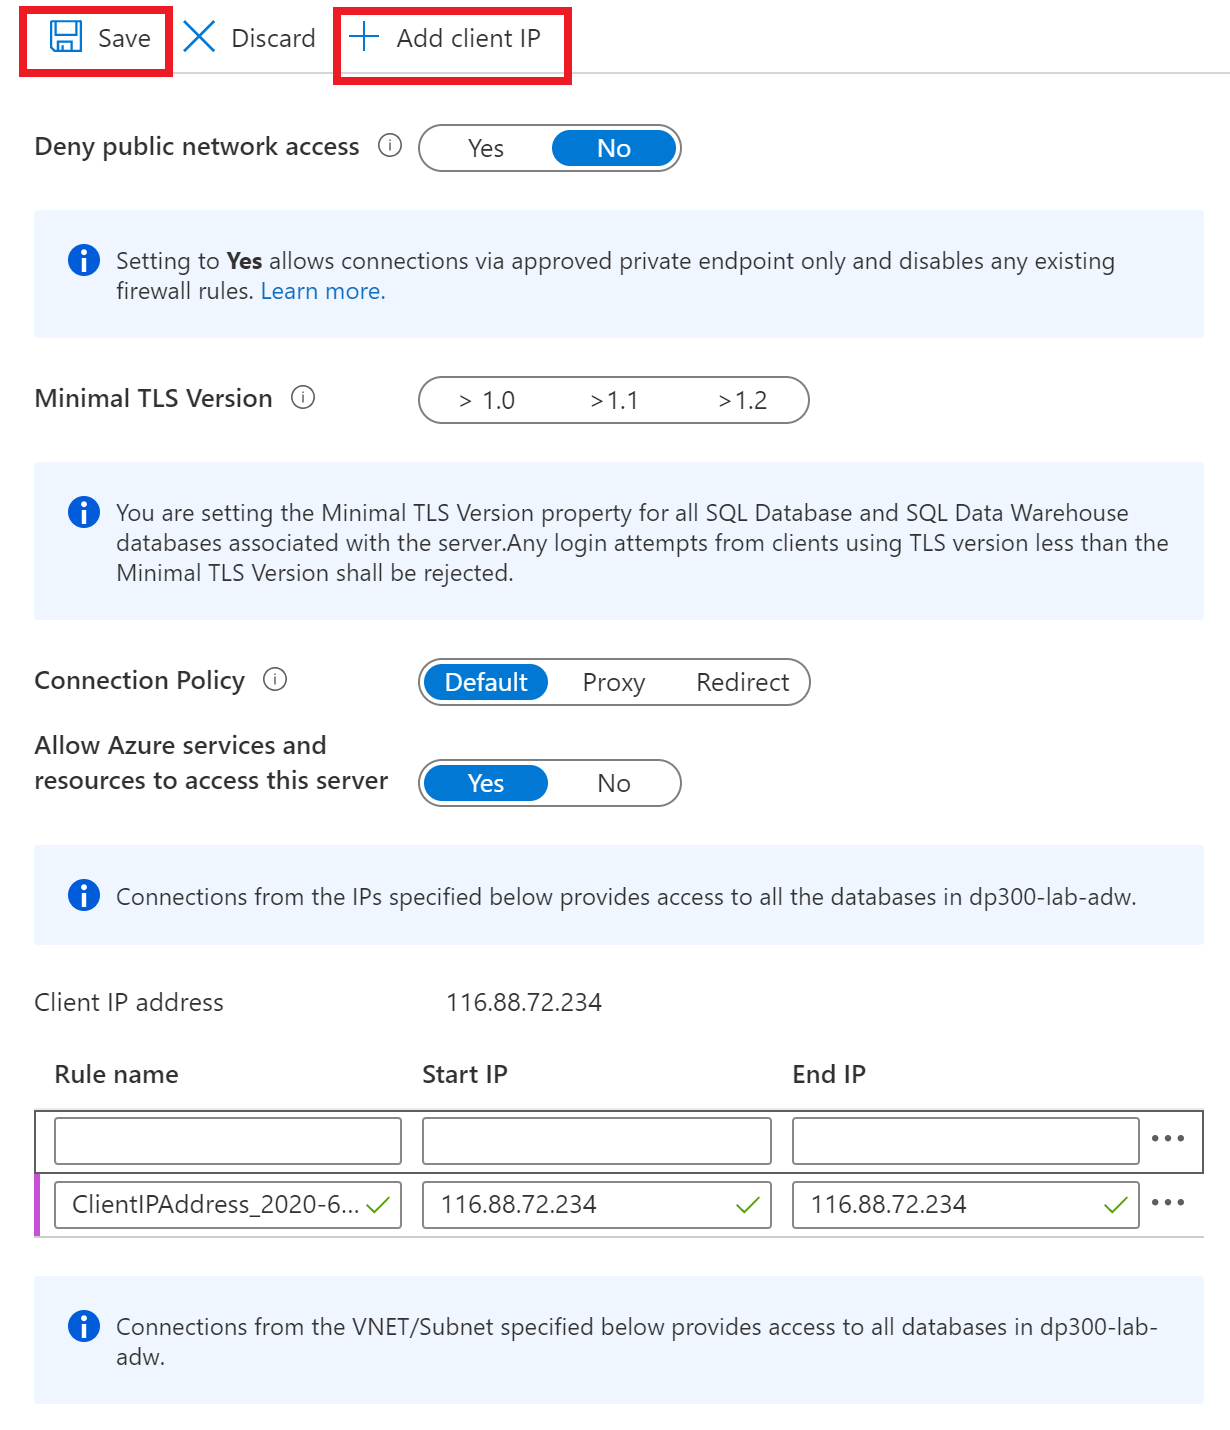 Save Discard Add client IP
Deny public network access Yes No
Setting to Yes allows connections via approved private endpoint only and disables any existing
firewall rules. Learn more.
Minimal TLS Version > 1.0 >1.1 >1.2
You are setting the Minimal TLS Version property for all SQL Database and SQL Data Warehouse
databases associated with the server.Any login attempts from clients using TLS version less than the
Minimal TLS Version shall be rejected.
Connection Policy Default Proxy Redirect
Allow Azure services and
resources to access this server Yes No
Connections from the IPs specified below provides access to all the databases in dp300-lab-adw.
Client IP address 116.88.72.234
Rule name Start IP End IP
ClientIPAddress_2020-6... 116.88.72.234 116.88.72.234
Connections from the VNET/Subnet specified below provides access to all databases in dp300-lab-
adw.